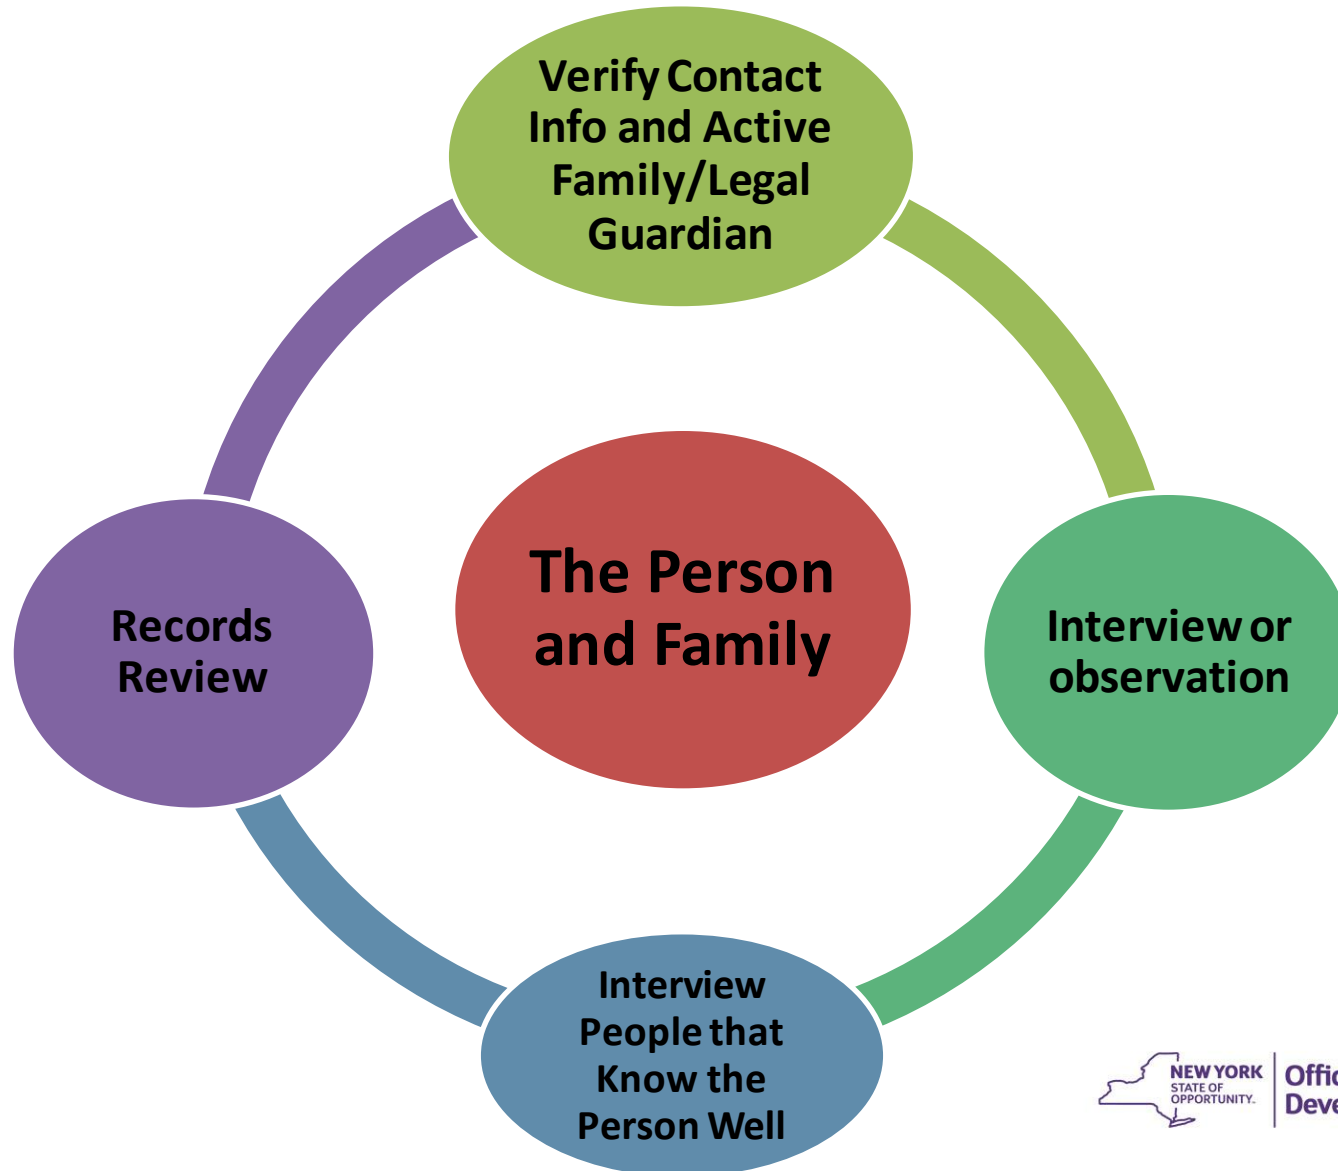 Verify Contact
Info and Active
Family/Legal
Guardian
The Person
and Family
Records
Review
Interview or
observation
Interview
People that
Know the
Person Well
NEW YORK
STATE OF
OPPORTUNITY.